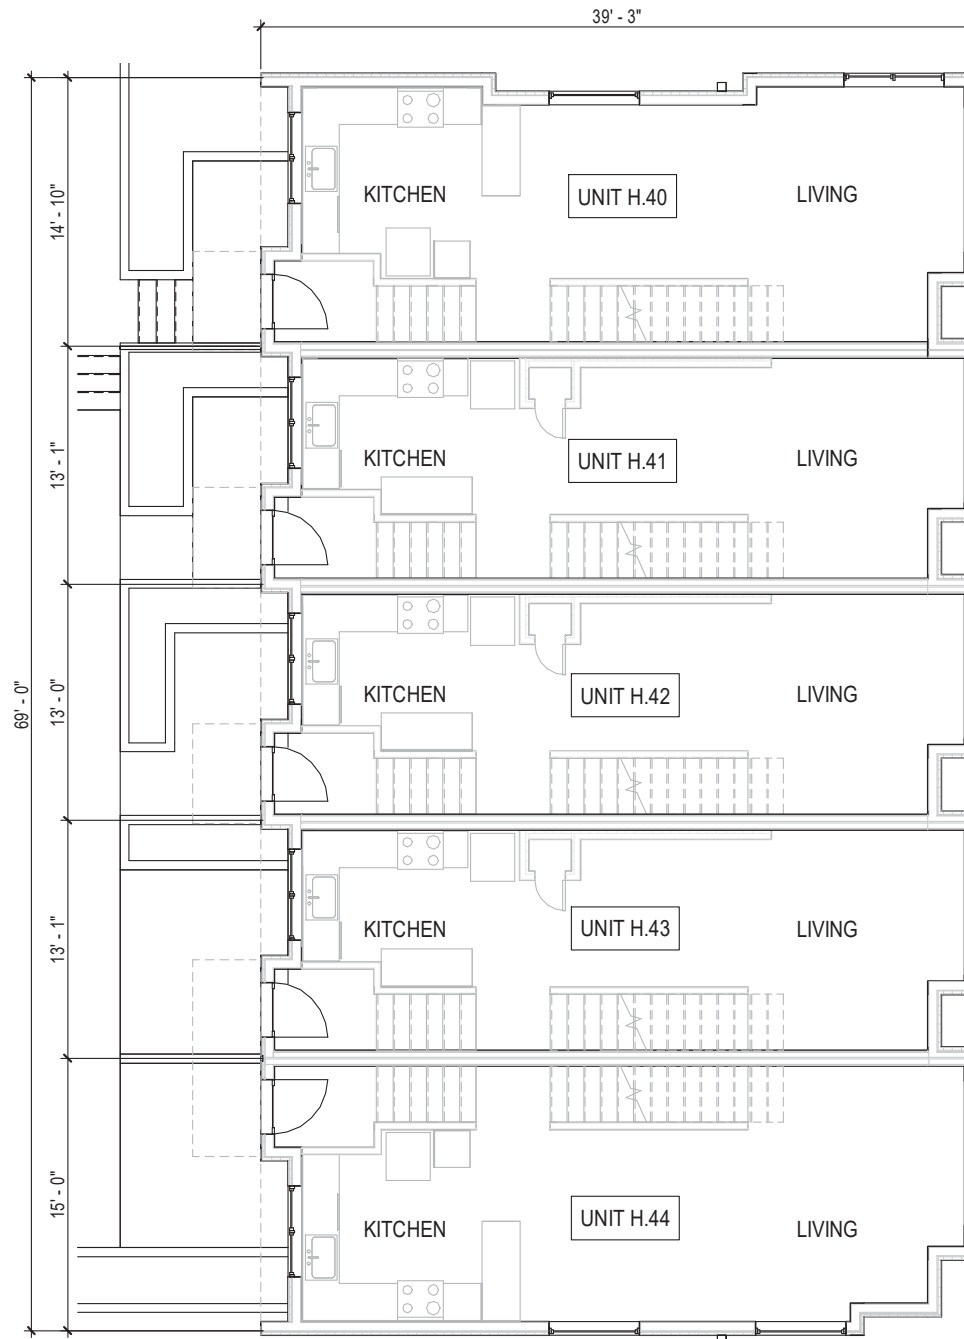 39' - 3"
14' - 10"
KITCHEN
UNIT H.40
LIVING
13' - 1"
KITCHEN
UNIT H.41
LIVING
69' - 0"
13' - 0"
KITCHEN
UNIT H.42
LIVING
13' - 1"
KITCHEN
UNIT H.43
LIVING
15' - 0"
KITCHEN
UNIT H.44
LIVING